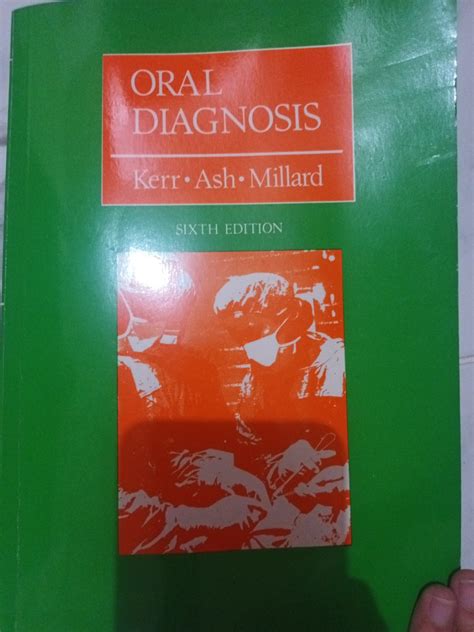 ORAL
DIAGNOSIS
Kerr • Ash • Millard
SIXTH EDITION